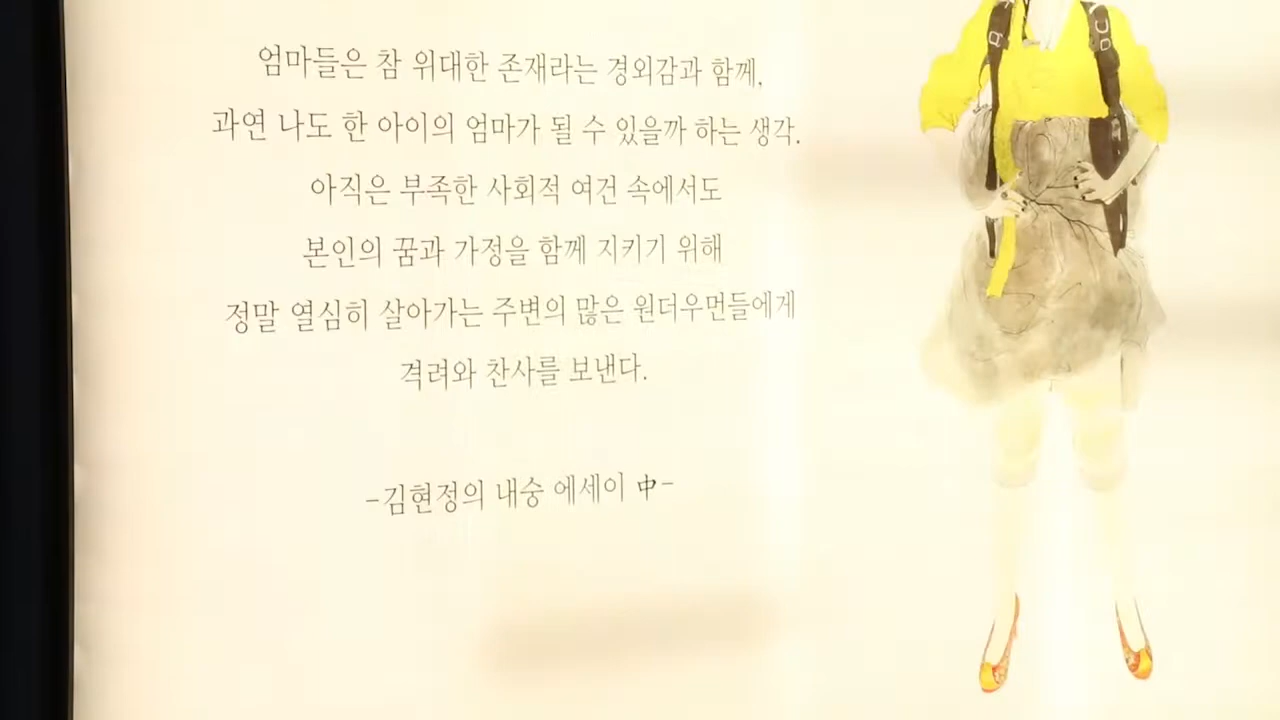 엄마들은 참 위대한 존재라는 경외감과 함께,
과연 나도 한 아이의 엄마가 될 수 있을까 하는 생각.
아직은 부족한 사회적 여건 속에서도
본인의 꿈과 가정을 함께 지키기 위해
정말 열심히 살아가는 주변의 많은 원더우먼들에게
격려와 찬사를 보낸다.
-김현정의 내숭 에세이 中-